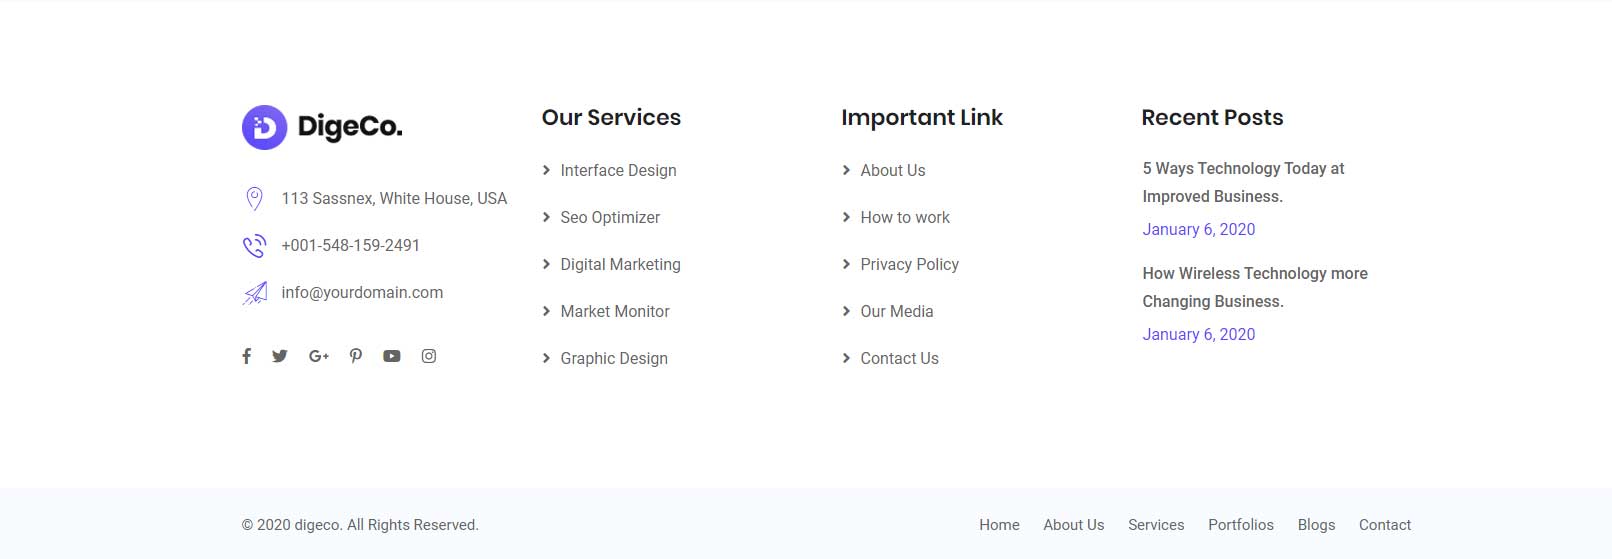 DigeCo.
113 Sassnex, White House, USA
+001-548-159-2491
info@yourdomain.com
Our Services
Interface Design
Seo Optimizer
Digital Marketing
Market Monitor
Graphic Design
Important Link
About Us
How to work
Privacy Policy
Our Media
Contact Us
Recent Posts
5 Ways Technology Today at
Improved Business.
January 6, 2020
How Wireless Technology more
Changing Business.
January 6, 2020
© 2020 digeco. All Rights Reserved.
Home About Us Services Portfolios Blogs Contact